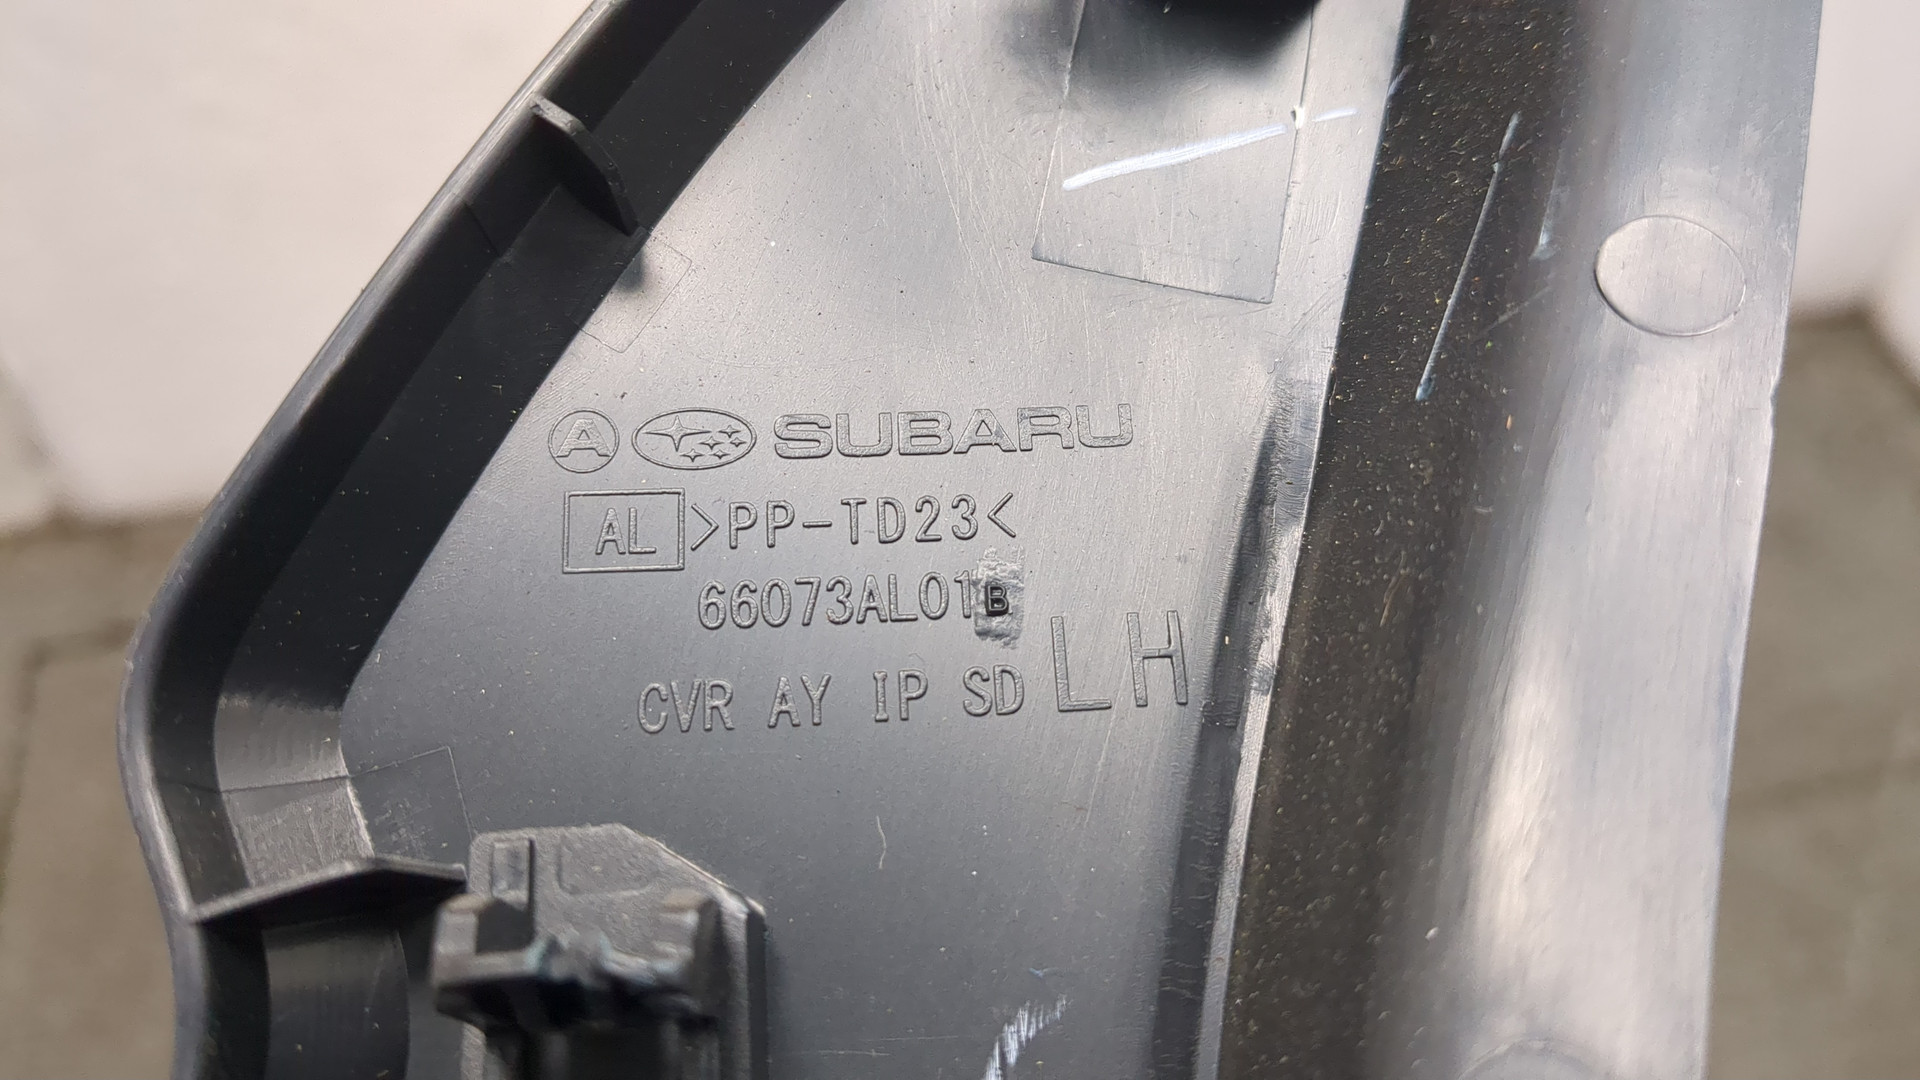 A SUBARU
AL >PP-TD23<
66073AL01B
CVR AY IP SD LH